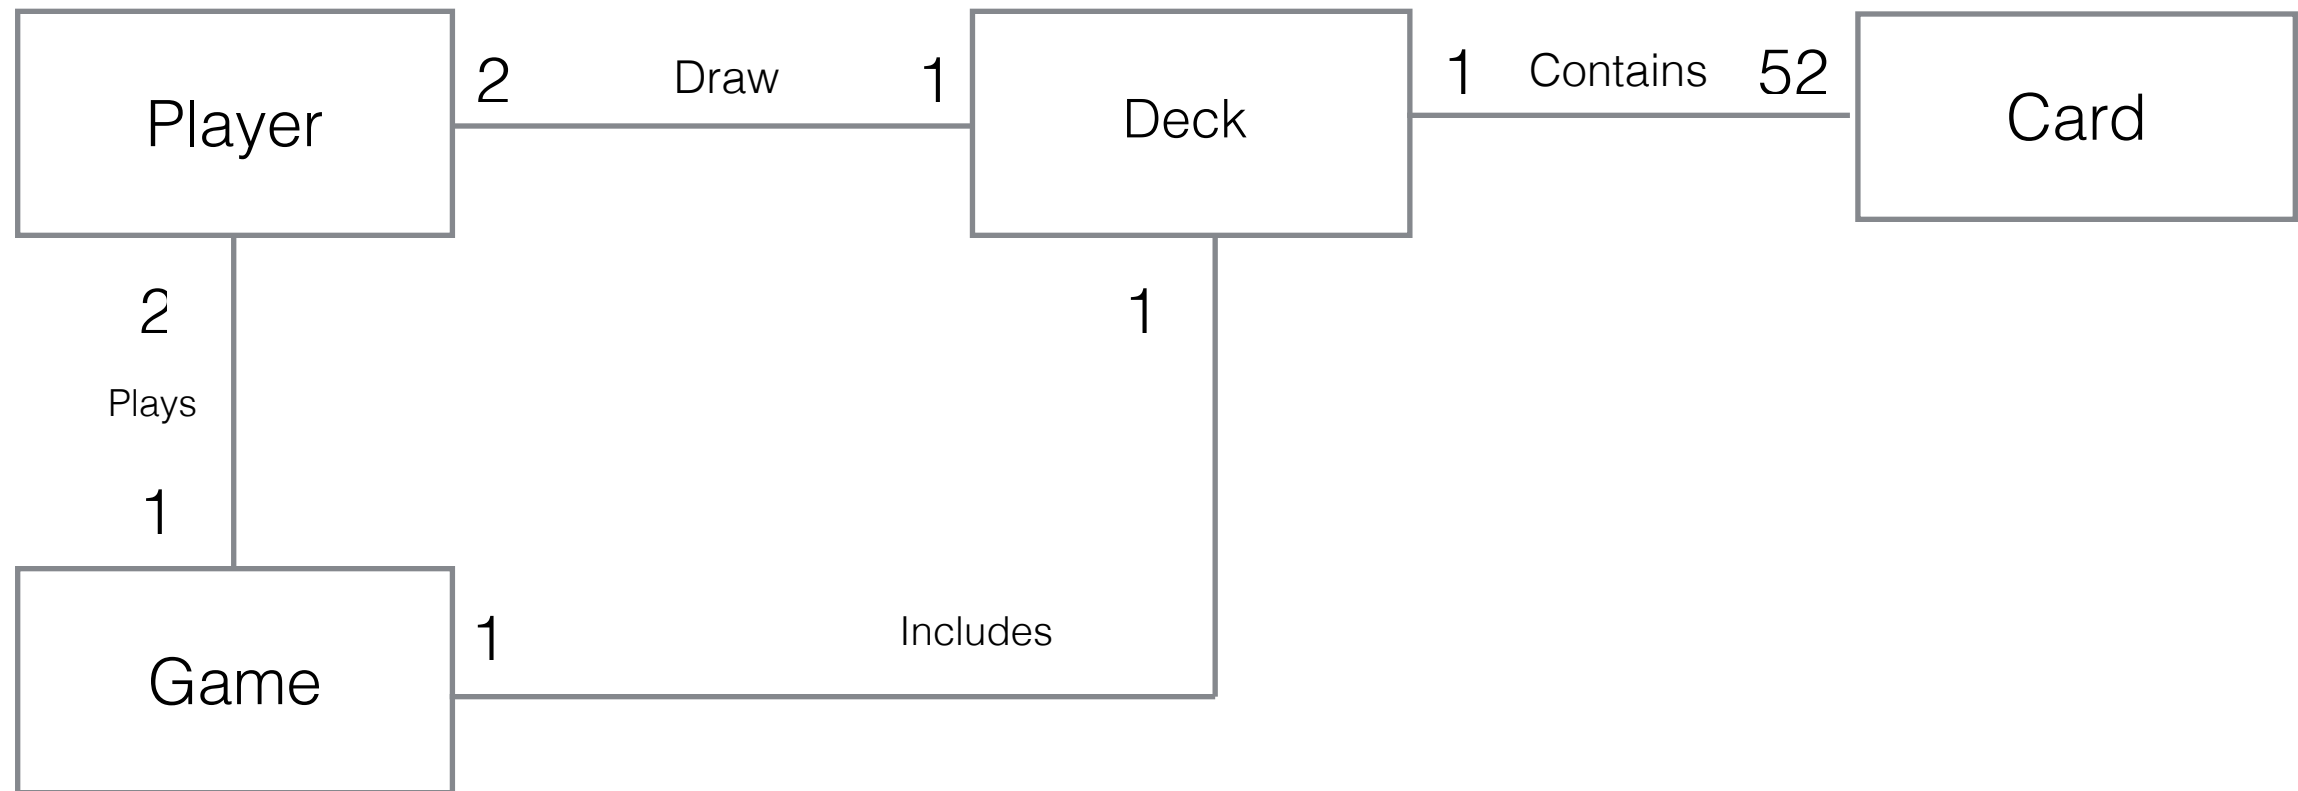 Player
2
Draw
1
Deck
1
Contains
52
Card
2
Plays
1
1
Game
1
Includes